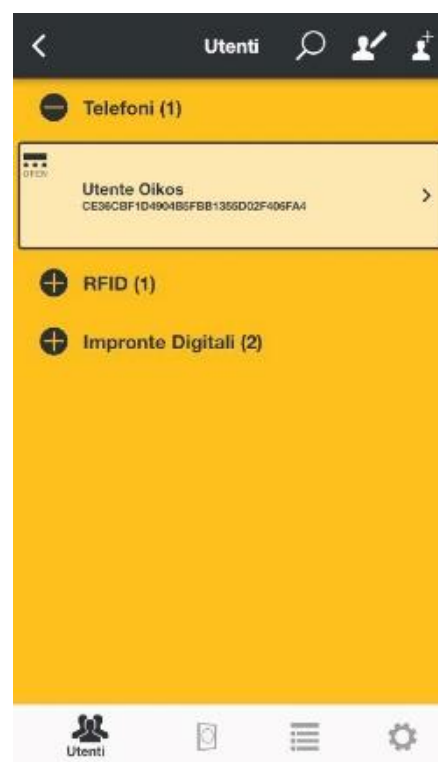 Utenti
Telefoni (1)
OPEN
Utente Oikos
CE36CBF1D4904B5FBB1355D02F406FA4
RFID (1)
Impronte Digitali (2)
Utenti